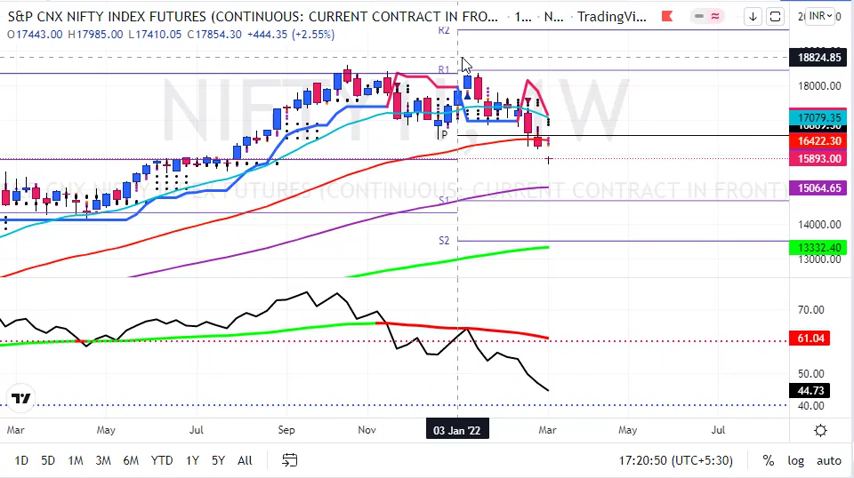 S&P CNX NIFTY INDEX FUTURES (CONTINUOUS: CURRENT CONTRACT IN FRO... · 1... · N... · TradingVi...
INR
O17443.00 H17985.00 L17410.05 C17854.30 +444.35 (+2.55%)
R2
18824.85
R1
18000.00
17079.35
P
16422.30
15893.00
15064.65
S1
14000.00
S2
13332.40
13000.00
70.00
61.04
50.00
44.73
40.00
Mar May Jul Sep Nov 03 Jan '22 Mar May Jul
1D 5D 1M 3M 6M YTD 1Y 5Y All 17:20:50 (UTC+5:30) % log auto